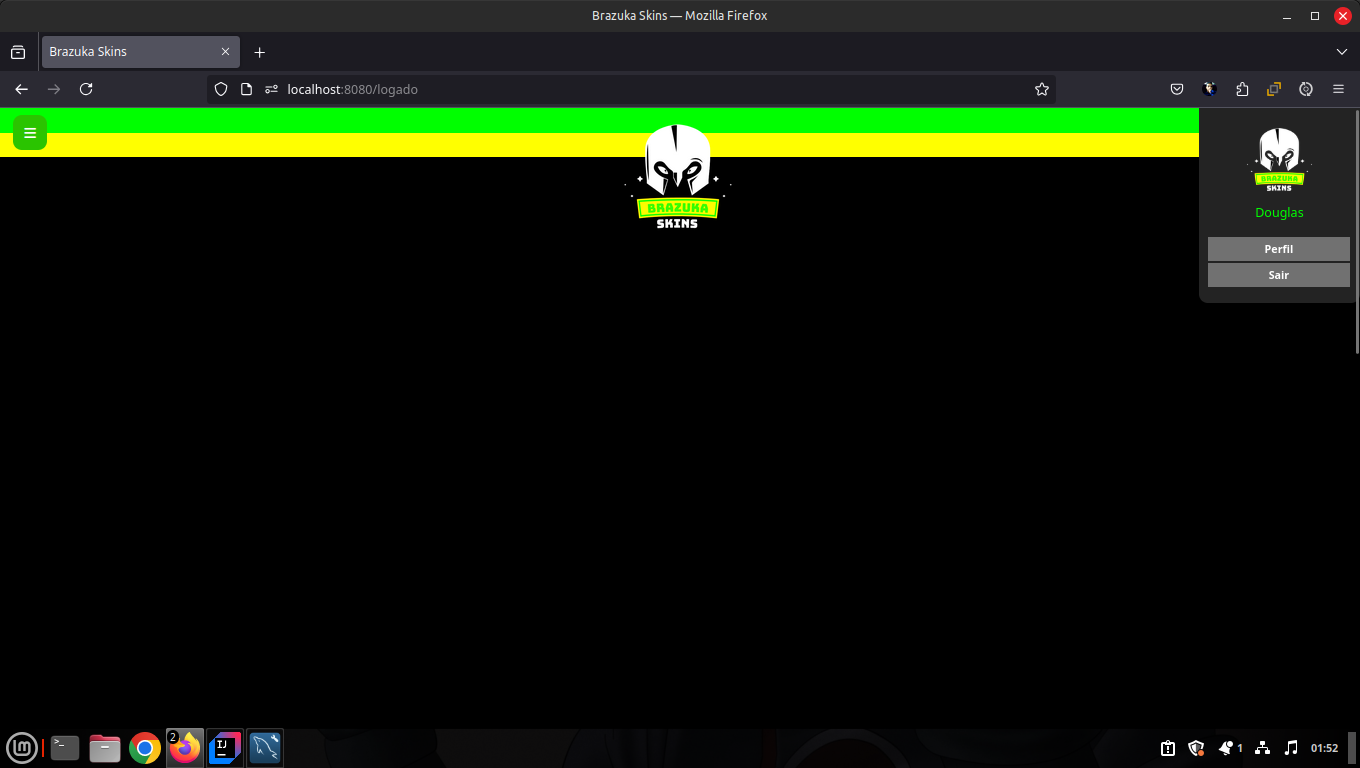 Brazuka Skins — Mozilla Firefox
Brazuka Skins
localhost:8080/logado
BRAZUKA
SKINS
BRAZUKA
SKINS
Douglas
Perfil
Sair
2
IJ
1
01:52